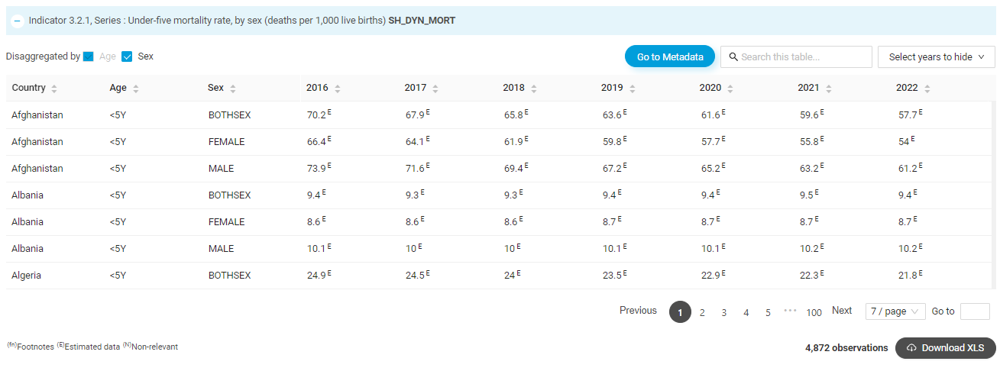 Indicator 3.2.1, Series : Under-five mortality rate, by sex (deaths per 1,000 live births) SH_DYN_MORT
Disaggregated by Age Sex Go to Metadata Search this table... Select years to hide
Country Age Sex 2016 2017 2018 2019 2020 2021 2022
Afghanistan <5Y BOTHSEX 70.2 E 67.9 E 65.8 E 63.6 E 61.6 E 59.6 E 57.7 E
Afghanistan <5Y FEMALE 66.4 E 64.1 E 61.9 E 59.8 E 57.7 E 55.8 E 54 E
Afghanistan <5Y MALE 73.9 E 71.6 E 69.4 E 67.2 E 65.2 E 63.2 E 61.2 E
Albania <5Y BOTHSEX 9.4 E 9.3 E 9.3 E 9.4 E 9.4 E 9.5 E 9.4 E
Albania <5Y FEMALE 8.6 E 8.6 E 8.6 E 8.7 E 8.7 E 8.7 E 8.7 E
Albania <5Y MALE 10.1 E 10 E 10 E 10.1 E 10.1 E 10.2 E 10.2 E
Algeria <5Y BOTHSEX 24.9 E 24.5 E 24 E 23.5 E 22.9 E 22.3 E 21.8 E
Previous 1 2 3 4 5 ••• 100 Next 7 / page Go to
(fn)Footnotes (E)Estimated data (N)Non-relevant 4,872 observations Download XLS